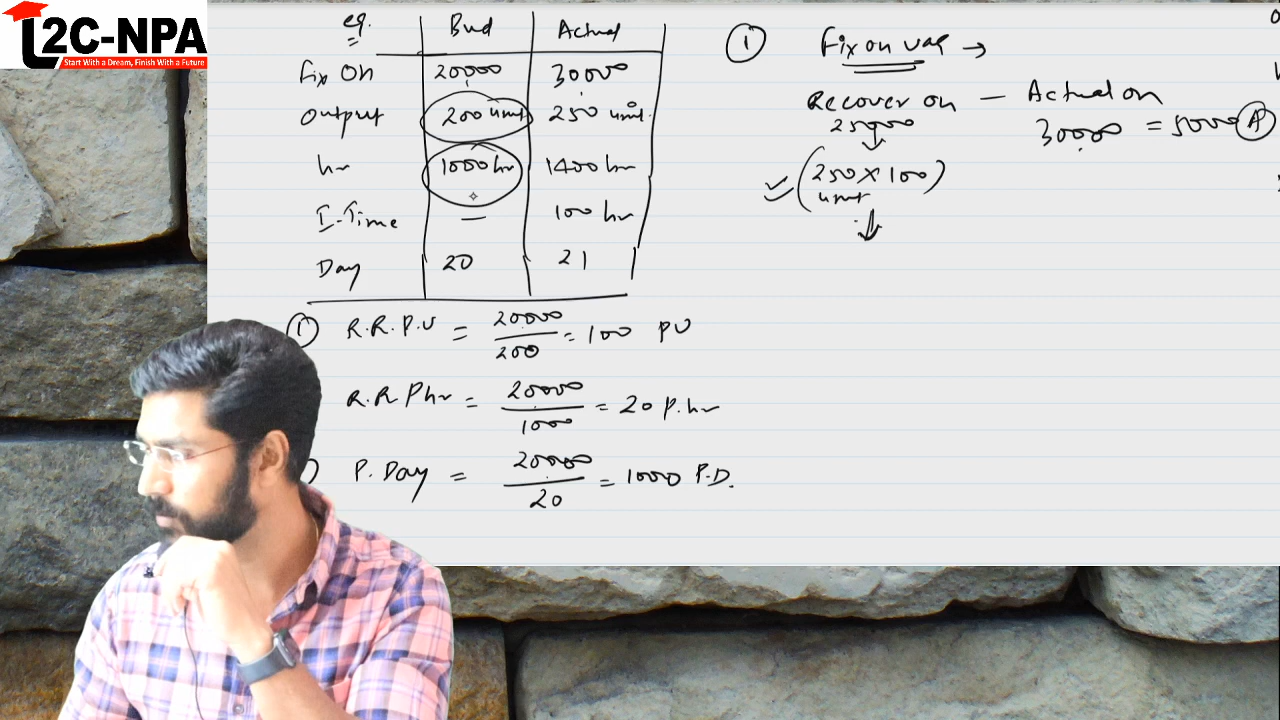 L2C-NPA
Start With a Dream, Finish With a Future
eg. Bud Actual
Fix OH 20000 30000
Output 200 unit 250 unit.
hr 1000 hr 1400 hr
I.Time — 100 hr
Day 20 21
① R.R.P.U = 20000 / 200 = 100 PU
R.R Phr = 20000 / 1000 = 20 P.hr
P. Day = 20000 / 20 = 1000 P.D.
① Fix OH var →
Recover OH — Actual OH
25000 30000 = 5000 A
(250 × 100)
unit